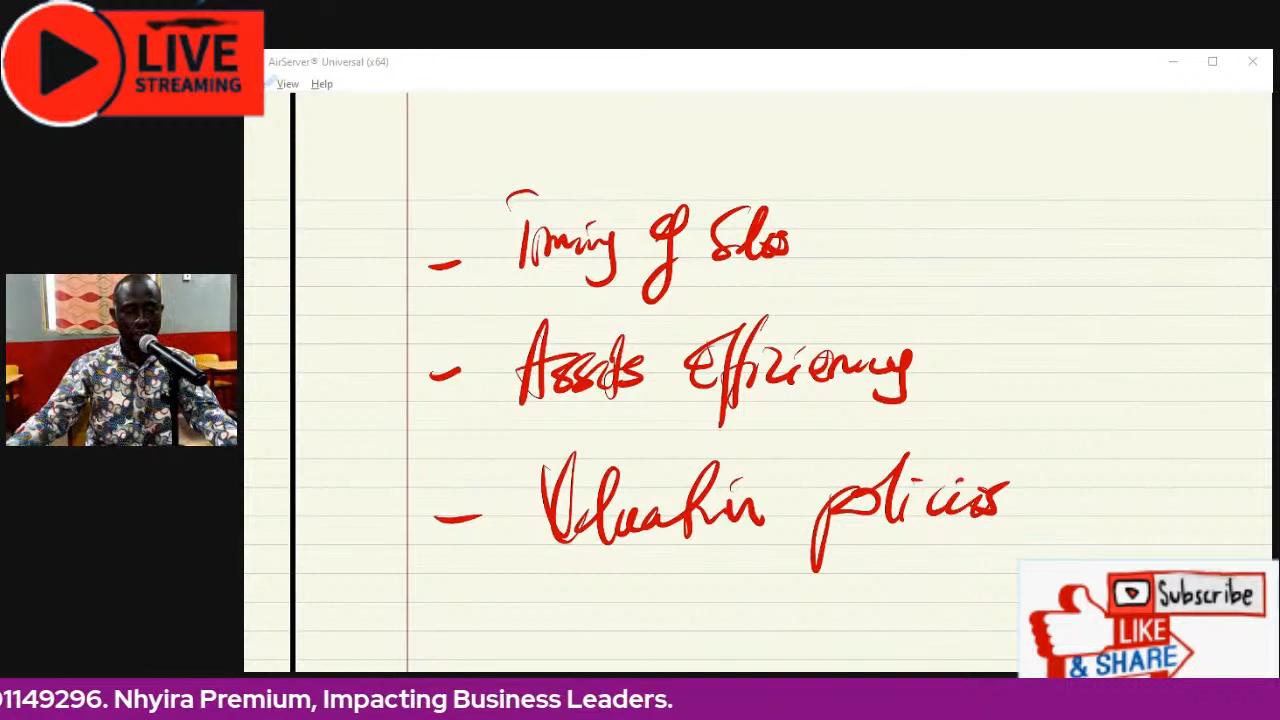 LIVE
STREAMING
AirServer® Universal (x64)
View Help
- Timing of Sales
- Assets efficiency
- Valuation policies
Subscribe
LIKE
& SHARE
01149296. Nhyira Premium, Impacting Business Leaders.